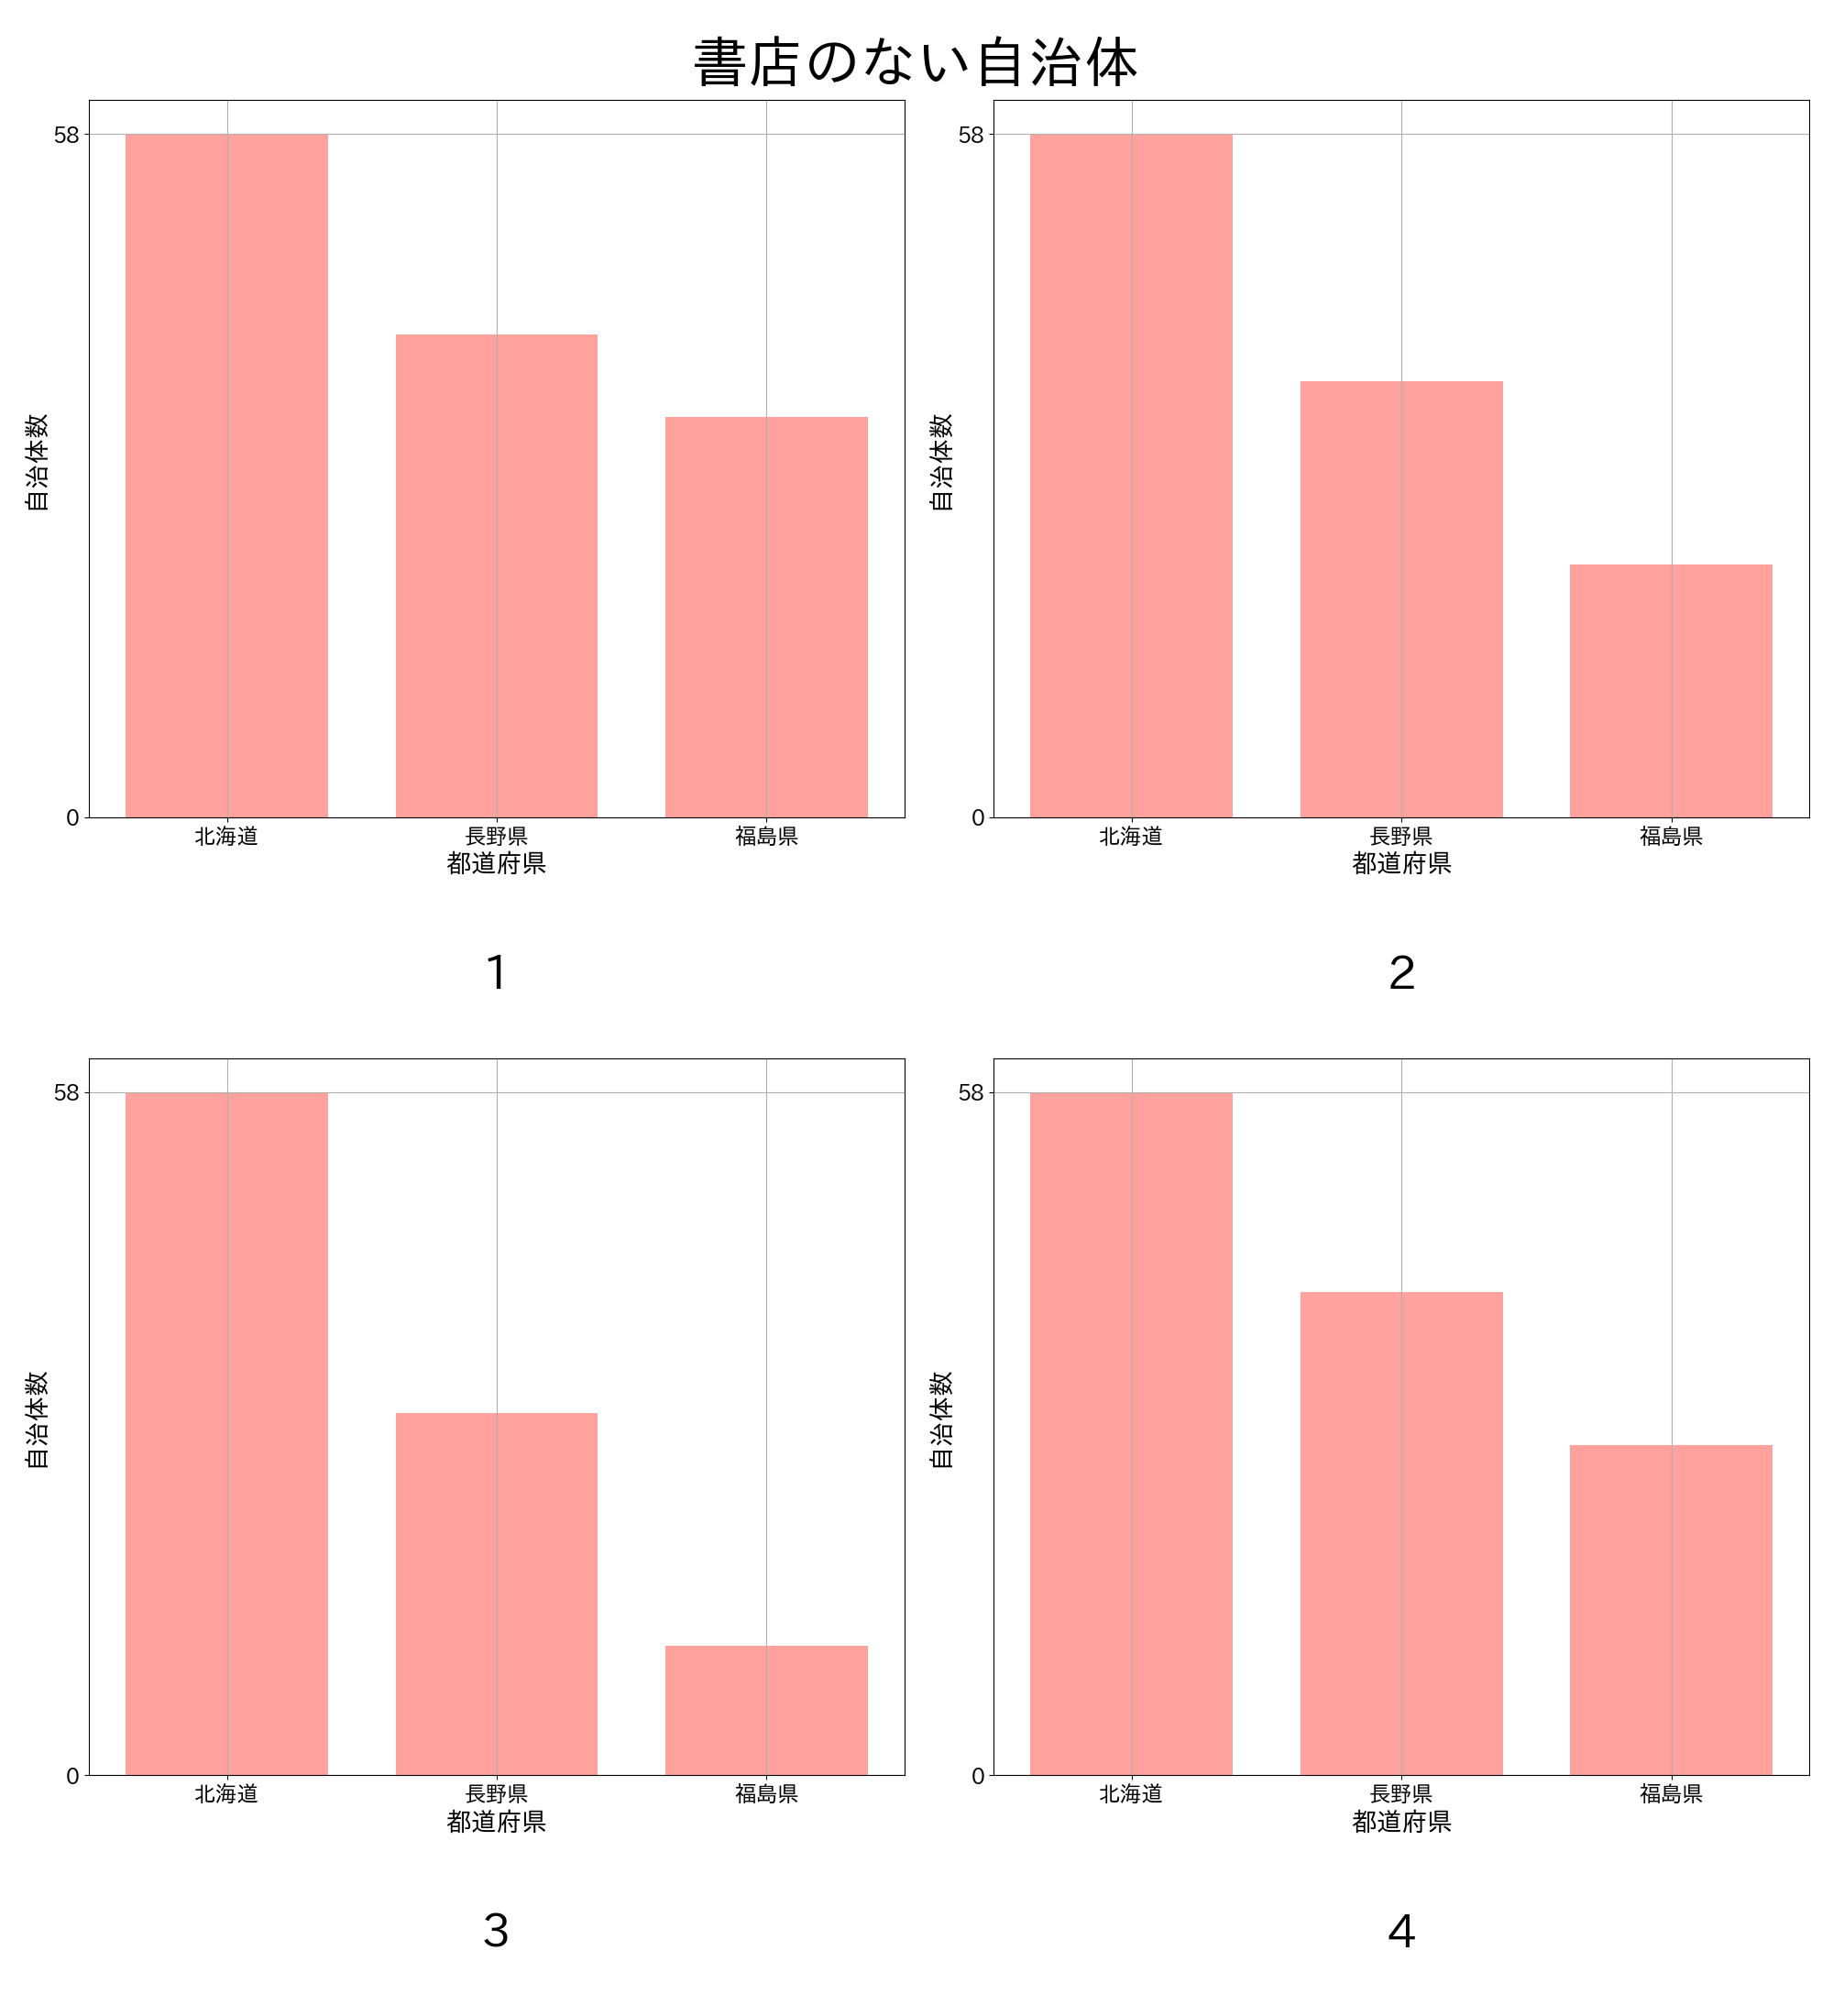 書店のない自治体
58
0
自治体数
北海道 長野県 福島県
都道府県
1
58
0
自治体数
北海道 長野県 福島県
都道府県
2
58
0
自治体数
北海道 長野県 福島県
都道府県
3
58
0
自治体数
北海道 長野県 福島県
都道府県
4